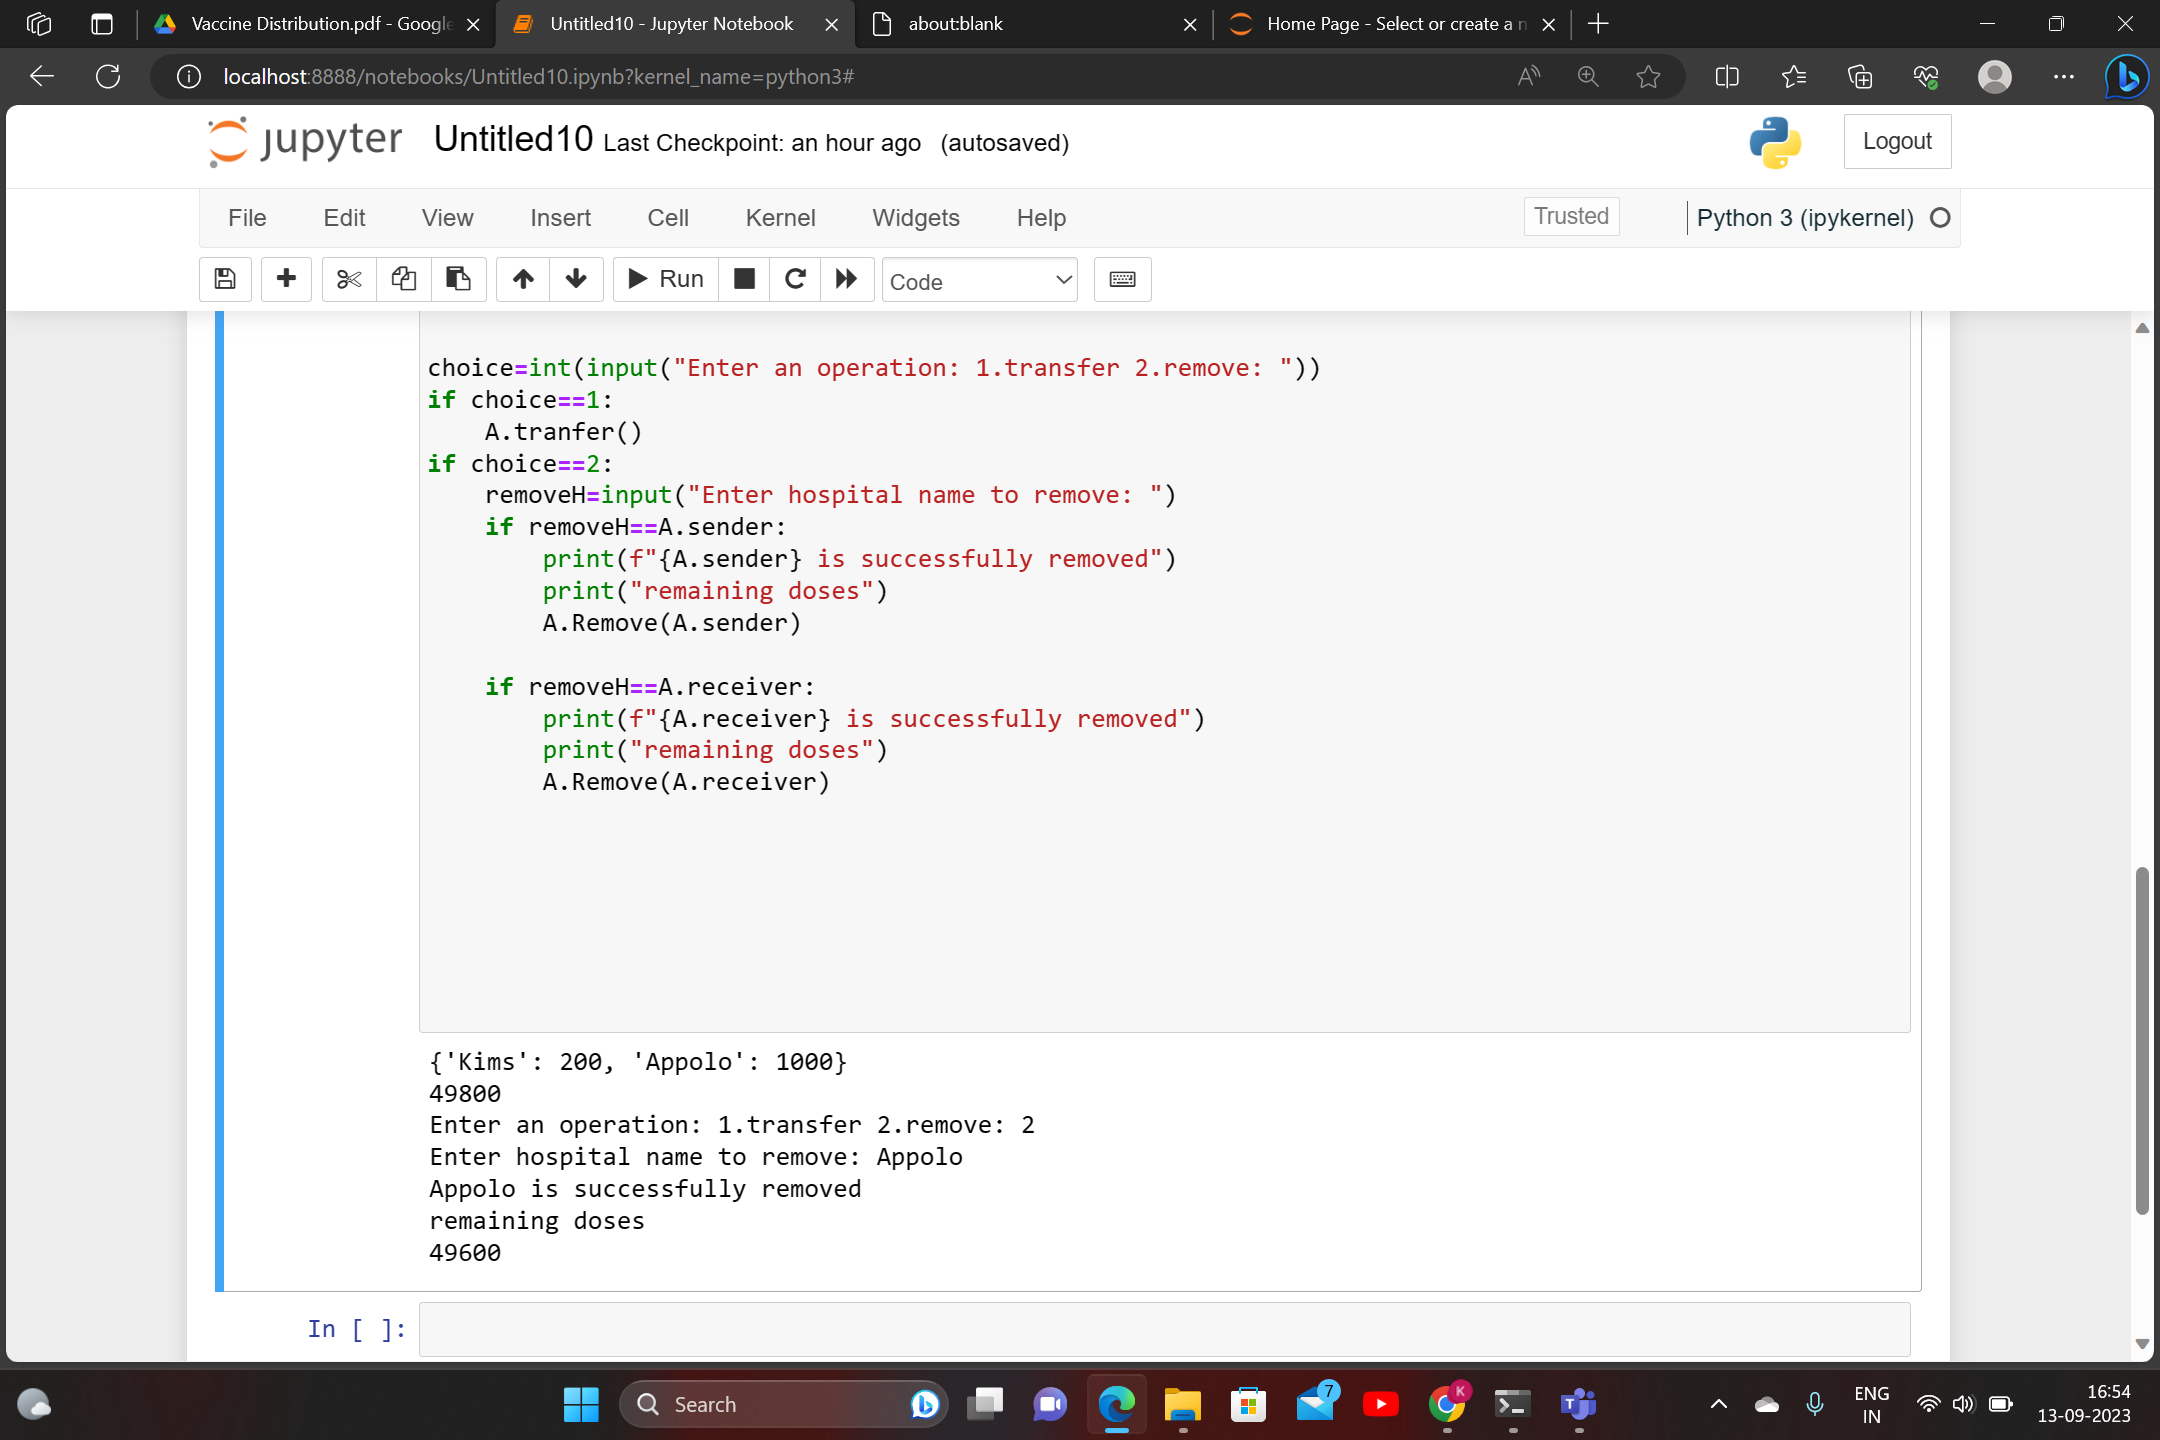 Vaccine Distribution.pdf - Google
Untitled10 - Jupyter Notebook
about:blank
Home Page - Select or create a n
localhost:8888/notebooks/Untitled10.ipynb?kernel_name=python3#
jupyter Untitled10 Last Checkpoint: an hour ago (autosaved)
Logout
File Edit View Insert Cell Kernel Widgets Help Trusted Python 3 (ipykernel)
Run Code
choice=int(input("Enter an operation: 1.transfer 2.remove: "))
if choice==1:
    A.tranfer()
if choice==2:
    removeH=input("Enter hospital name to remove: ")
    if removeH==A.sender:
        print(f"{A.sender} is successfully removed")
        print("remaining doses")
        A.Remove(A.sender)
    if removeH==A.receiver:
        print(f"{A.receiver} is successfully removed")
        print("remaining doses")
        A.Remove(A.receiver)
{'Kims': 200, 'Appolo': 1000}
49800
Enter an operation: 1.transfer 2.remove: 2
Enter hospital name to remove: Appolo
Appolo is successfully removed
remaining doses
49600
In [ ]:
Search
7
K
ENG
IN
16:54
13-09-2023